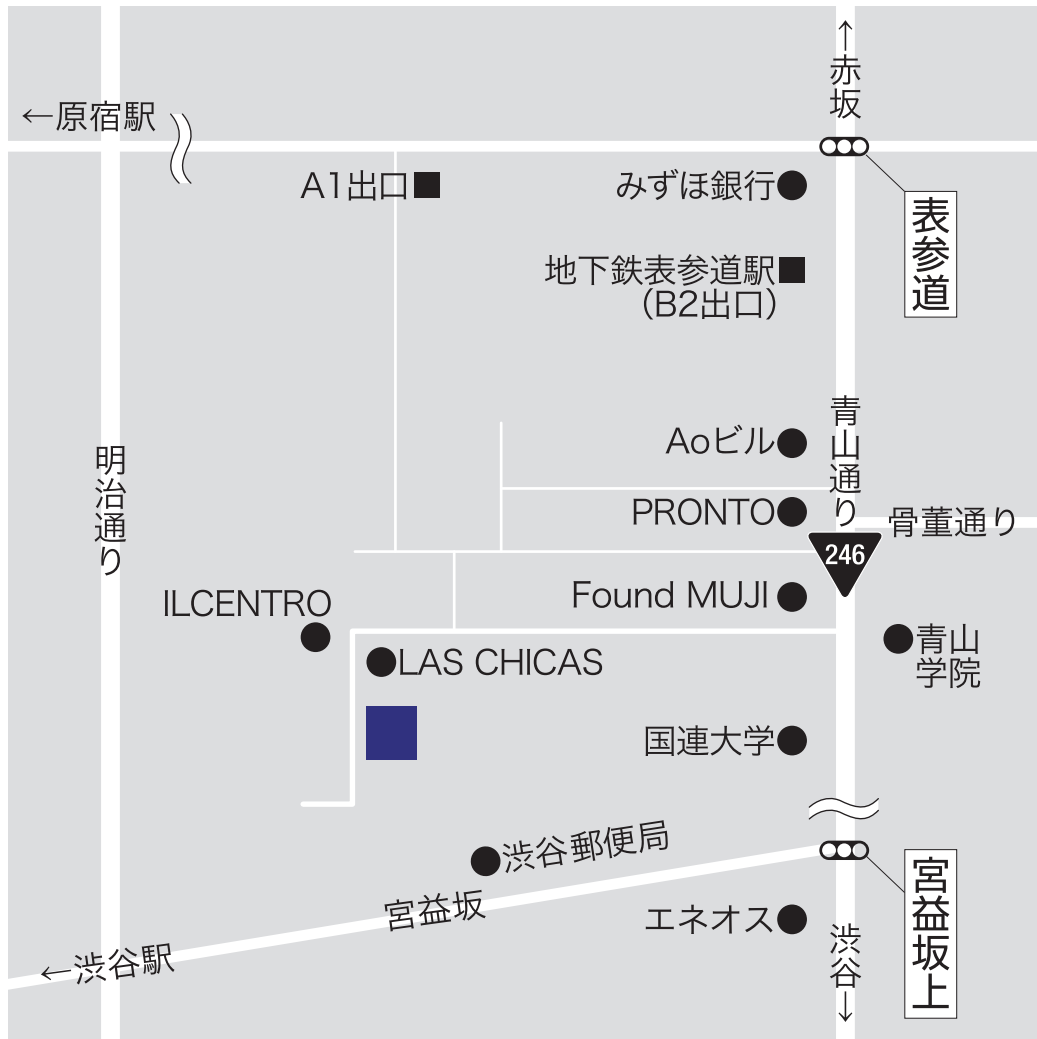 ↑赤坂
←原宿駅
A1出口
みずほ銀行
表参道
地下鉄表参道駅
(B2出口)
青山通り
Aoビル
明治通り
PRONTO
骨董通り
246
Found MUJI
ILCENTRO
青山
学院
LAS CHICAS
国連大学
渋谷郵便局
宮益坂上
宮益坂
エネオス
渋谷↓
←渋谷駅